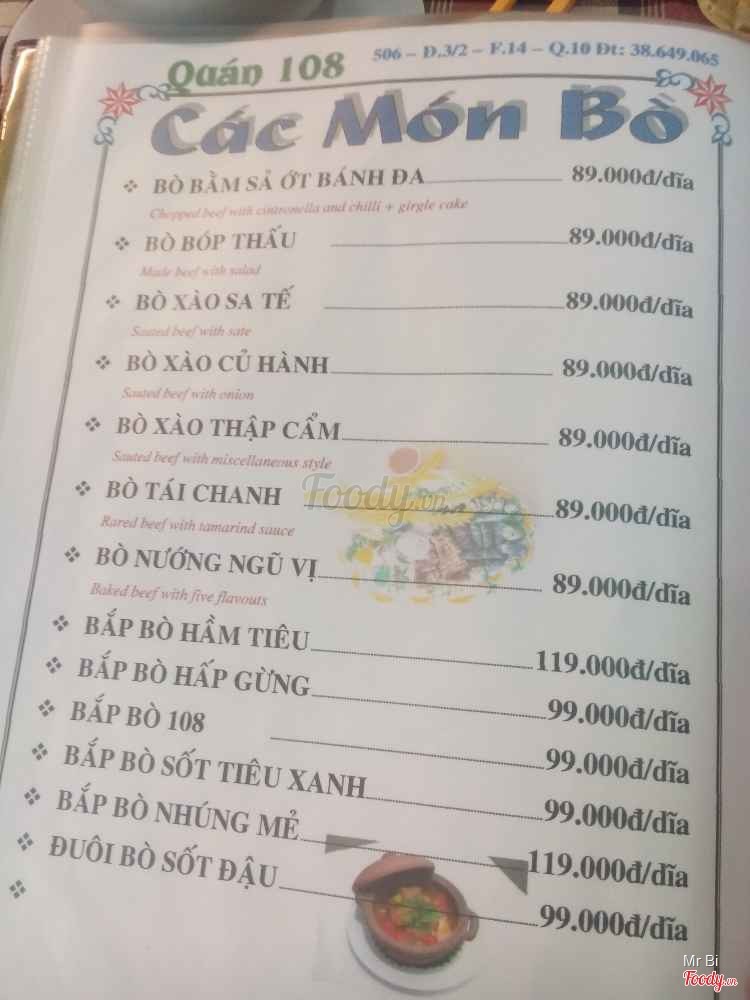 Quán 108
506 – Đ.3/2 – F.14 – Q.10 Đt: 38.649.065
Các Món Bò
BÒ BẰM SẢ ỚT BÁNH ĐA 89.000đ/dĩa
Chopped beef with cintronella and chilli + girgle cake
BÒ BÓP THẤU 89.000đ/dĩa
Made beef with salad
BÒ XÀO SA TẾ 89.000đ/dĩa
Sauted beef with sate
BÒ XÀO CỦ HÀNH 89.000đ/dĩa
Sauted beef with onion
BÒ XÀO THẬP CẨM 89.000đ/dĩa
Sauted beef with miscellaneous style
BÒ TÁI CHANH 89.000đ/dĩa
Rared beef with tamarind sauce
BÒ NƯỚNG NGŨ VỊ 89.000đ/dĩa
Baked beef with five flavouts
BẮP BÒ HẦM TIÊU 119.000đ/dĩa
BẮP BÒ HẤP GỪNG 99.000đ/dĩa
BẮP BÒ 108 99.000đ/dĩa
BẮP BÒ SỐT TIÊU XANH 99.000đ/dĩa
BẮP BÒ NHÚNG MẺ 119.000đ/dĩa
ĐUÔI BÒ SỐT ĐẬU 99.000đ/dĩa
Foody.vn
Mr Bi
Foody.vn